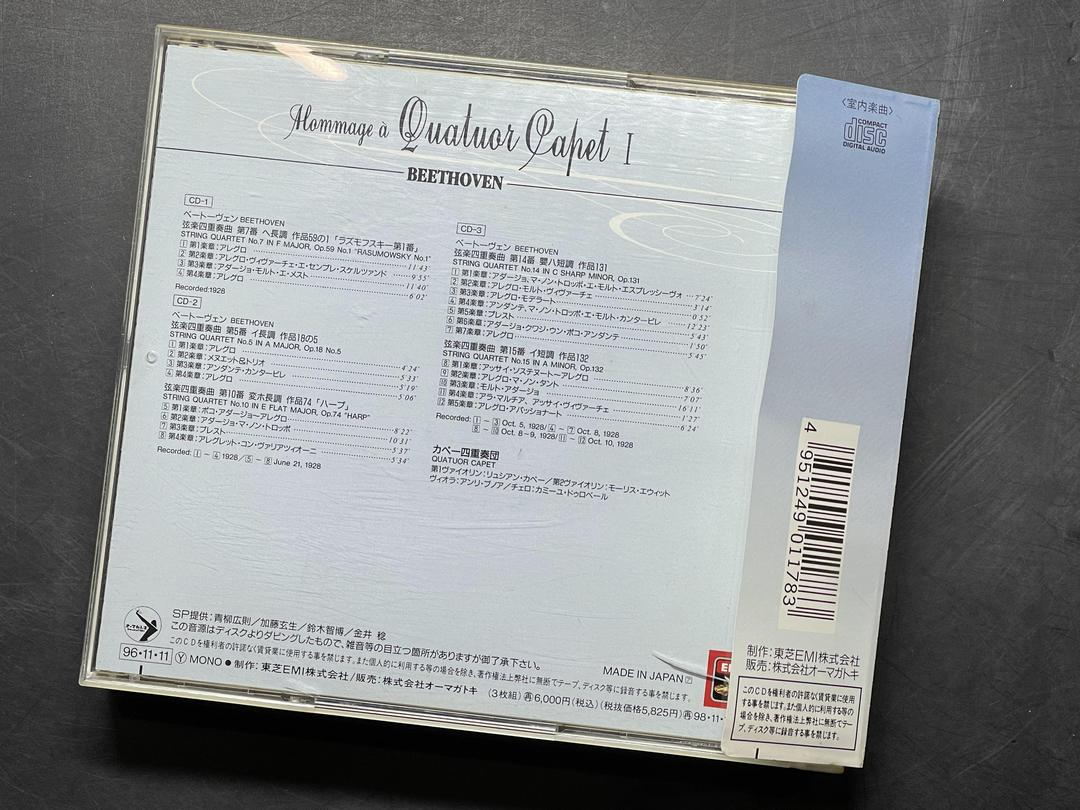 Hommage à Quatuor Capet I
BEETHOVEN
CD-1
ベートーヴェン BEETHOVEN
弦楽四重奏曲 第7番 ヘ長調 作品59の1「ラズモフスキー第1番」
STRING QUARTET No.7 IN F MAJOR, Op.59 No.1 "RASUMOWSKY No.1"
1 第1楽章：アレグロ 11'43"
2 第2楽章：アレグロ・ヴィヴァーチェ・エ・センプレ・スケルツァンド 9'55"
3 第3楽章：アダージョ・モルト・エ・メスト 11'40"
4 第4楽章：アレグロ 6'02"
Recorded:1928
CD-2
ベートーヴェン BEETHOVEN
弦楽四重奏曲 第5番 イ長調 作品18の5
STRING QUARTET No.5 IN A MAJOR, Op.18 No.5
1 第1楽章：アレグロ 4'24"
2 第2楽章：メヌエット&トリオ 5'33"
3 第3楽章：アンダンテ・カンタービレ 5'19"
4 第4楽章：アレグロ 5'06"
弦楽四重奏曲 第10番 変ホ長調 作品74「ハープ」
STRING QUARTET No.10 IN E FLAT MAJOR, Op.74 "HARP"
5 第1楽章：ポコ・アダージョ〜アレグロ 8'22"
6 第2楽章：アダージョ・マ・ノン・トロッポ 10'31"
7 第3楽章：プレスト 5'37"
8 第4楽章：アレグレット・コン・ヴァリアツィオーニ 5'34"
Recorded: 1 ~ 4 1928／5 ~ 8 June 21, 1928
CD-3
ベートーヴェン BEETHOVEN
弦楽四重奏曲 第14番 嬰ハ短調 作品131
STRING QUARTET No.14 IN C SHARP MINOR, Op.131
1 第1楽章：アダージョ、マ・ノン・トロッポ・エ・モルト・エスプレッシーヴォ 7'24"
2 第2楽章：アレグロ・モルト・ヴィヴァーチェ 3'14"
3 第3楽章：アレグロ・モデラート 0'52"
4 第4楽章：アンダンテ、マ・ノン・トロッポ・エ・モルト・カンタービレ 12'23"
5 第5楽章：プレスト 5'43"
6 第6楽章：アダージョ・クワジ・ウン・ポコ・アンダンテ 1'50"
7 第7楽章：アレグロ 5'45"
弦楽四重奏曲 第15番 イ短調 作品132
STRING QUARTET No.15 IN A MINOR, Op.132
8 第1楽章：アッサイ・ソステヌート〜アレグロ 8'36"
9 第2楽章：アレグロ・マ・ノン・タント 7'07"
10 第3楽章：モルト・アダージョ 16'11"
11 第4楽章：アラ・マルチア、アッサイ・ヴィヴァーチェ 1'27"
12 第5楽章：アレグロ・アパッショナート 6'24"
Recorded: 1 ~ 3 Oct. 5, 1928／4 ~ 7 Oct. 8, 1928
8 ~ 10 Oct. 8~9, 1928／11 ~ 12 Oct. 10, 1928
カペー四重奏団
QUATUOR CAPET
第1ヴァイオリン：リュシアン・カペー／第2ヴァイオリン：モーリス・エウィット
ヴィオラ：アンリ・ブノア／チェロ：カミーユ・ドゥロベール
SP提供：青柳広則／加藤玄生／鈴木智博／金井 稔
この音源はディスクよりダビングしたもので、雑音等の目立つ箇所がありますが御了承下さい。
このCDを権利者の許諾なく賃貸業に使用する事を禁じます。また個人的に利用する等の場合を除き、著作権法上弊社に無断でテープ、ディスク等に録音する事を禁じます。
MADE IN JAPAN
96・11・11 Ⓨ MONO ● 制作：東芝EMI株式会社／販売：株式会社オーマガトキ (3枚組) 6,000円(税込)(税抜価格5,825円) 98・11・
〈室内楽曲〉
COMPACT
disc
DIGITAL AUDIO
4 951249 011783
制作：東芝EMI株式会社
販売：株式会社オーマガトキ
このCDを権利者の許諾なく賃貸業に使用
する事を禁じます。また個人的に利用する等の
場合を除き、著作権法上弊社に無断でテー
プ、ディスク等に録音する事を禁じます。